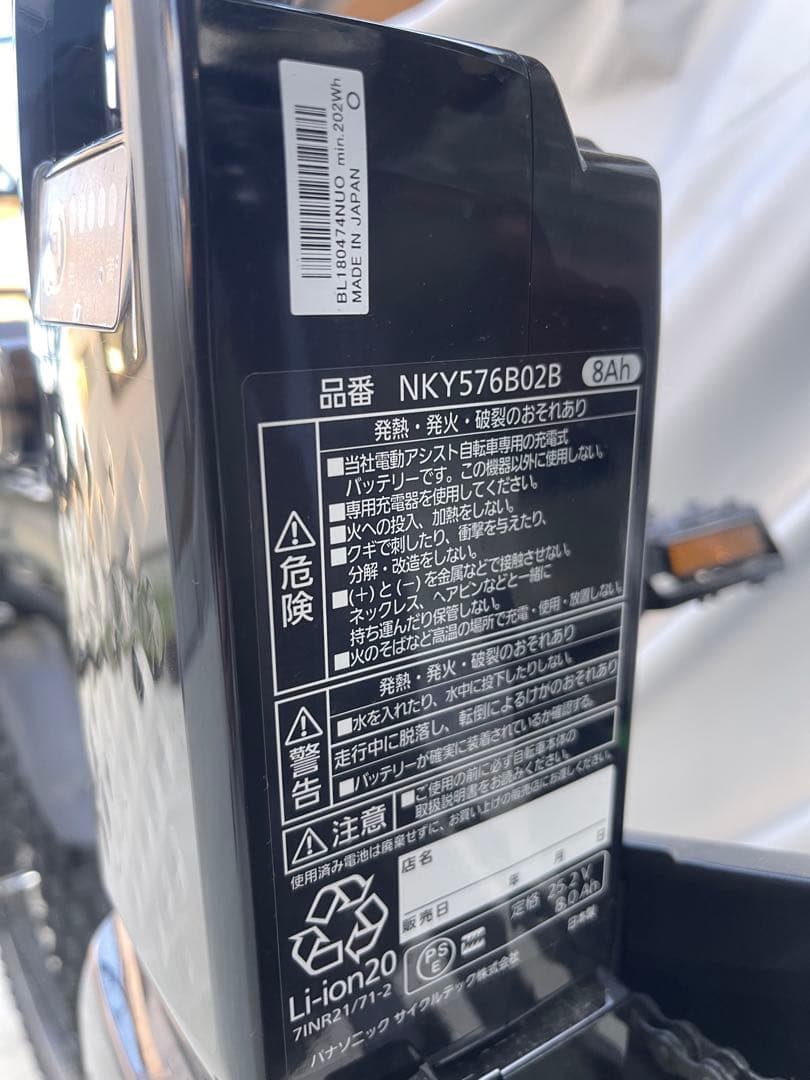 BL180474NUO min.202Wh
MADE IN JAPAN
品番 NKY576B02B 8Ah
発熱・発火・破裂のおそれあり
危険
■当社電動アシスト自転車専用の充電式
バッテリーです。この機器以外に使用しない。
■専用充電器を使用してください。
■火への投入、加熱をしない。
■クギで刺したり、衝撃を与えたり、
分解・改造をしない。
■(+)と(−)を金属などで接触させない。
ネックレス、ヘアピンなどと一緒に
持ち運んだり保管しない。
■火のそばなど高温の場所で充電・使用・放置しない。
警告
発熱・発火・破裂のおそれあり
■水を入れたり、水中に投下したりしない。
走行中に脱落し、転倒によるけがのおそれあり
■バッテリーが確実に装着されているか確認する。
注意
■ご使用の前に必ず自転車本体の
取扱説明書をお読みください。
使用済み電池は廃棄せずに、お買い上げの販売店にお渡しください。
店名
販売日 年 月 日
定格 25.2 V
8.0 Ah
PS
E
日本製
Li-ion20
7INR21/71-2
パナソニック サイクルテック株式会社